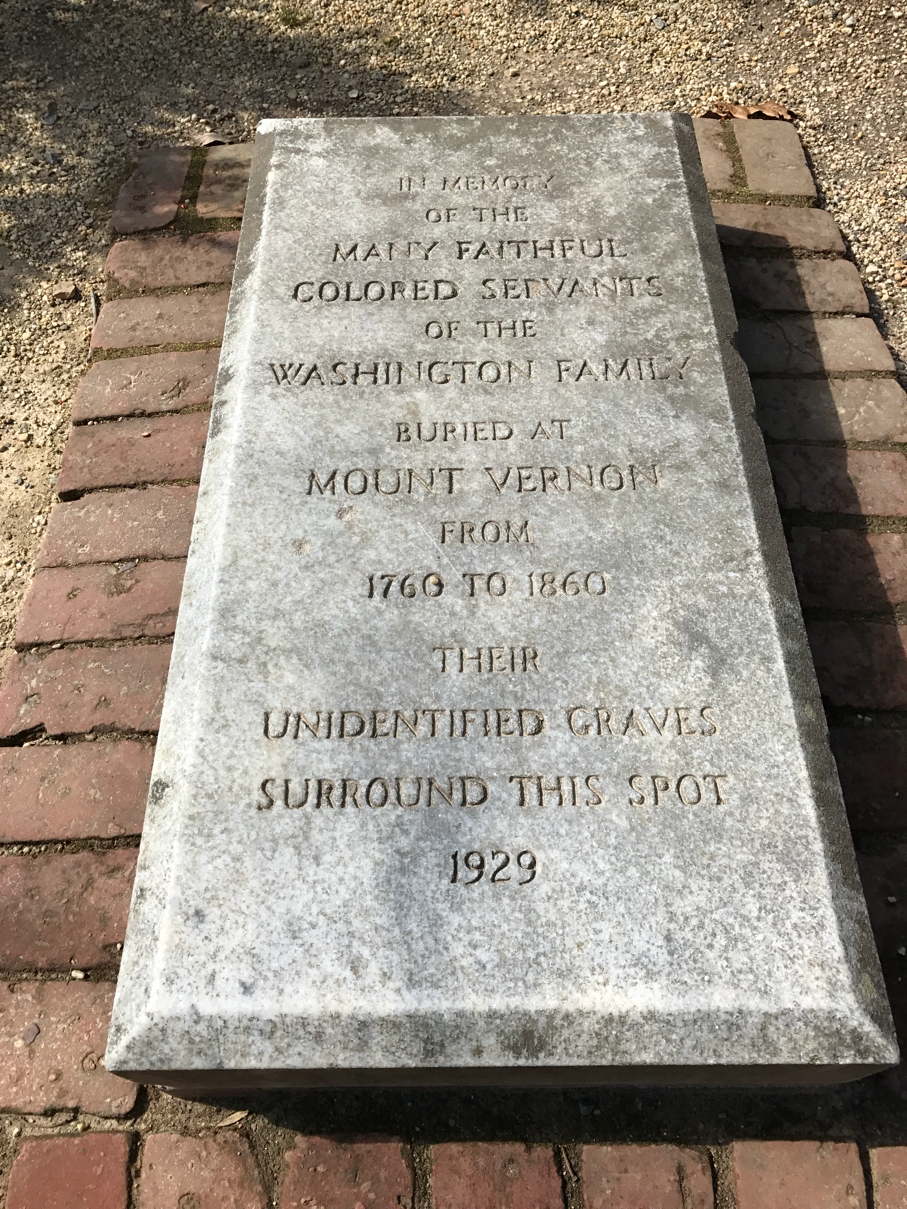 IN MEMORY
OF THE
MANY FAITHFUL
COLORED SERVANTS
OF THE
WASHINGTON FAMILY
BURIED AT
MOUNT VERNON
FROM
1760 TO 1860
THEIR
UNIDENTIFIED GRAVES
SURROUND THIS SPOT
1929